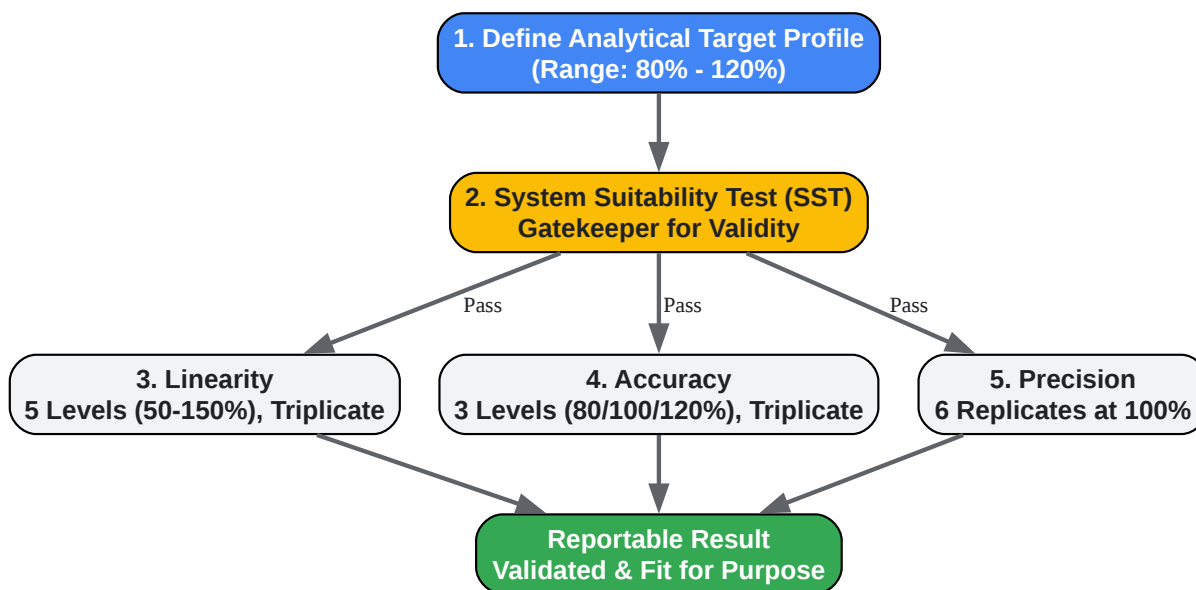 1. Define Analytical Target Profile
(Range: 80% - 120%)
2. System Suitability Test (SST)
Gatekeeper for Validity
Pass
Pass
Pass
3. Linearity
5 Levels (50-150%), Triplicate
4. Accuracy
3 Levels (80/100/120%), Triplicate
5. Precision
6 Replicates at 100%
Reportable Result
Validated & Fit for Purpose